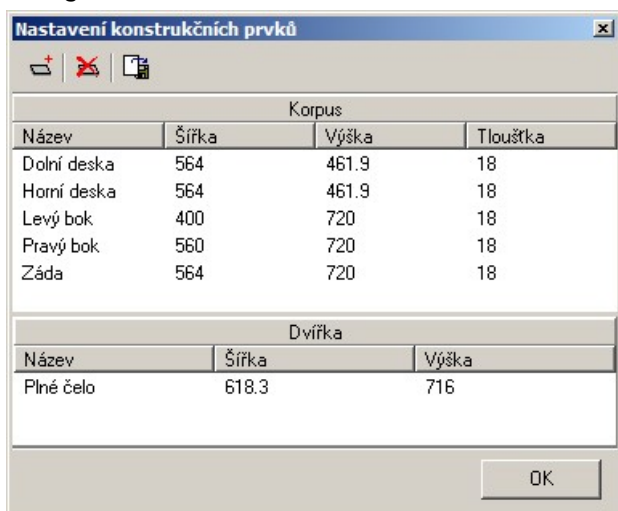 Nastavení konstrukčních prvků
Korpus
Název Šířka Výška Tloušťka
Dolní deska 564 461.9 18
Horní deska 564 461.9 18
Levý bok 400 720 18
Pravý bok 560 720 18
Záda 564 720 18
Dvířka
Název Šířka Výška
Plné čelo 618.3 716
OK